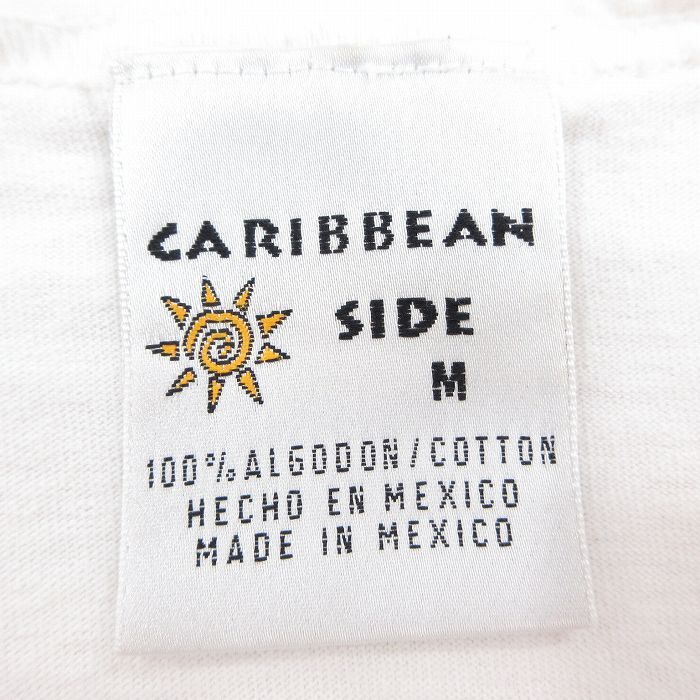 CARIBBEAN
SIDE
M
100% ALGODON/COTTON
HECHO EN MEXICO
MADE IN MEXICO